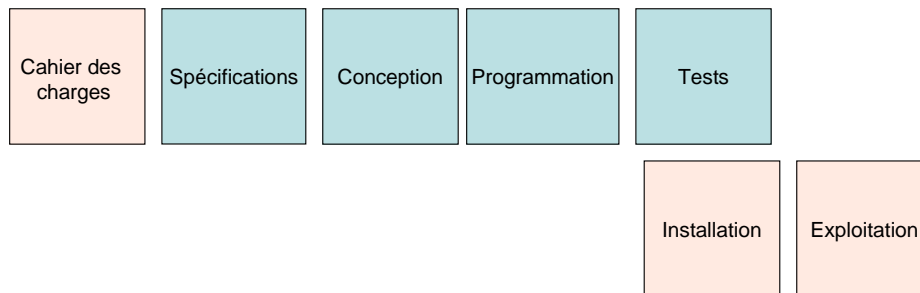 Cahier des
charges
Spécifications
Conception
Programmation
Tests
Installation
Exploitation